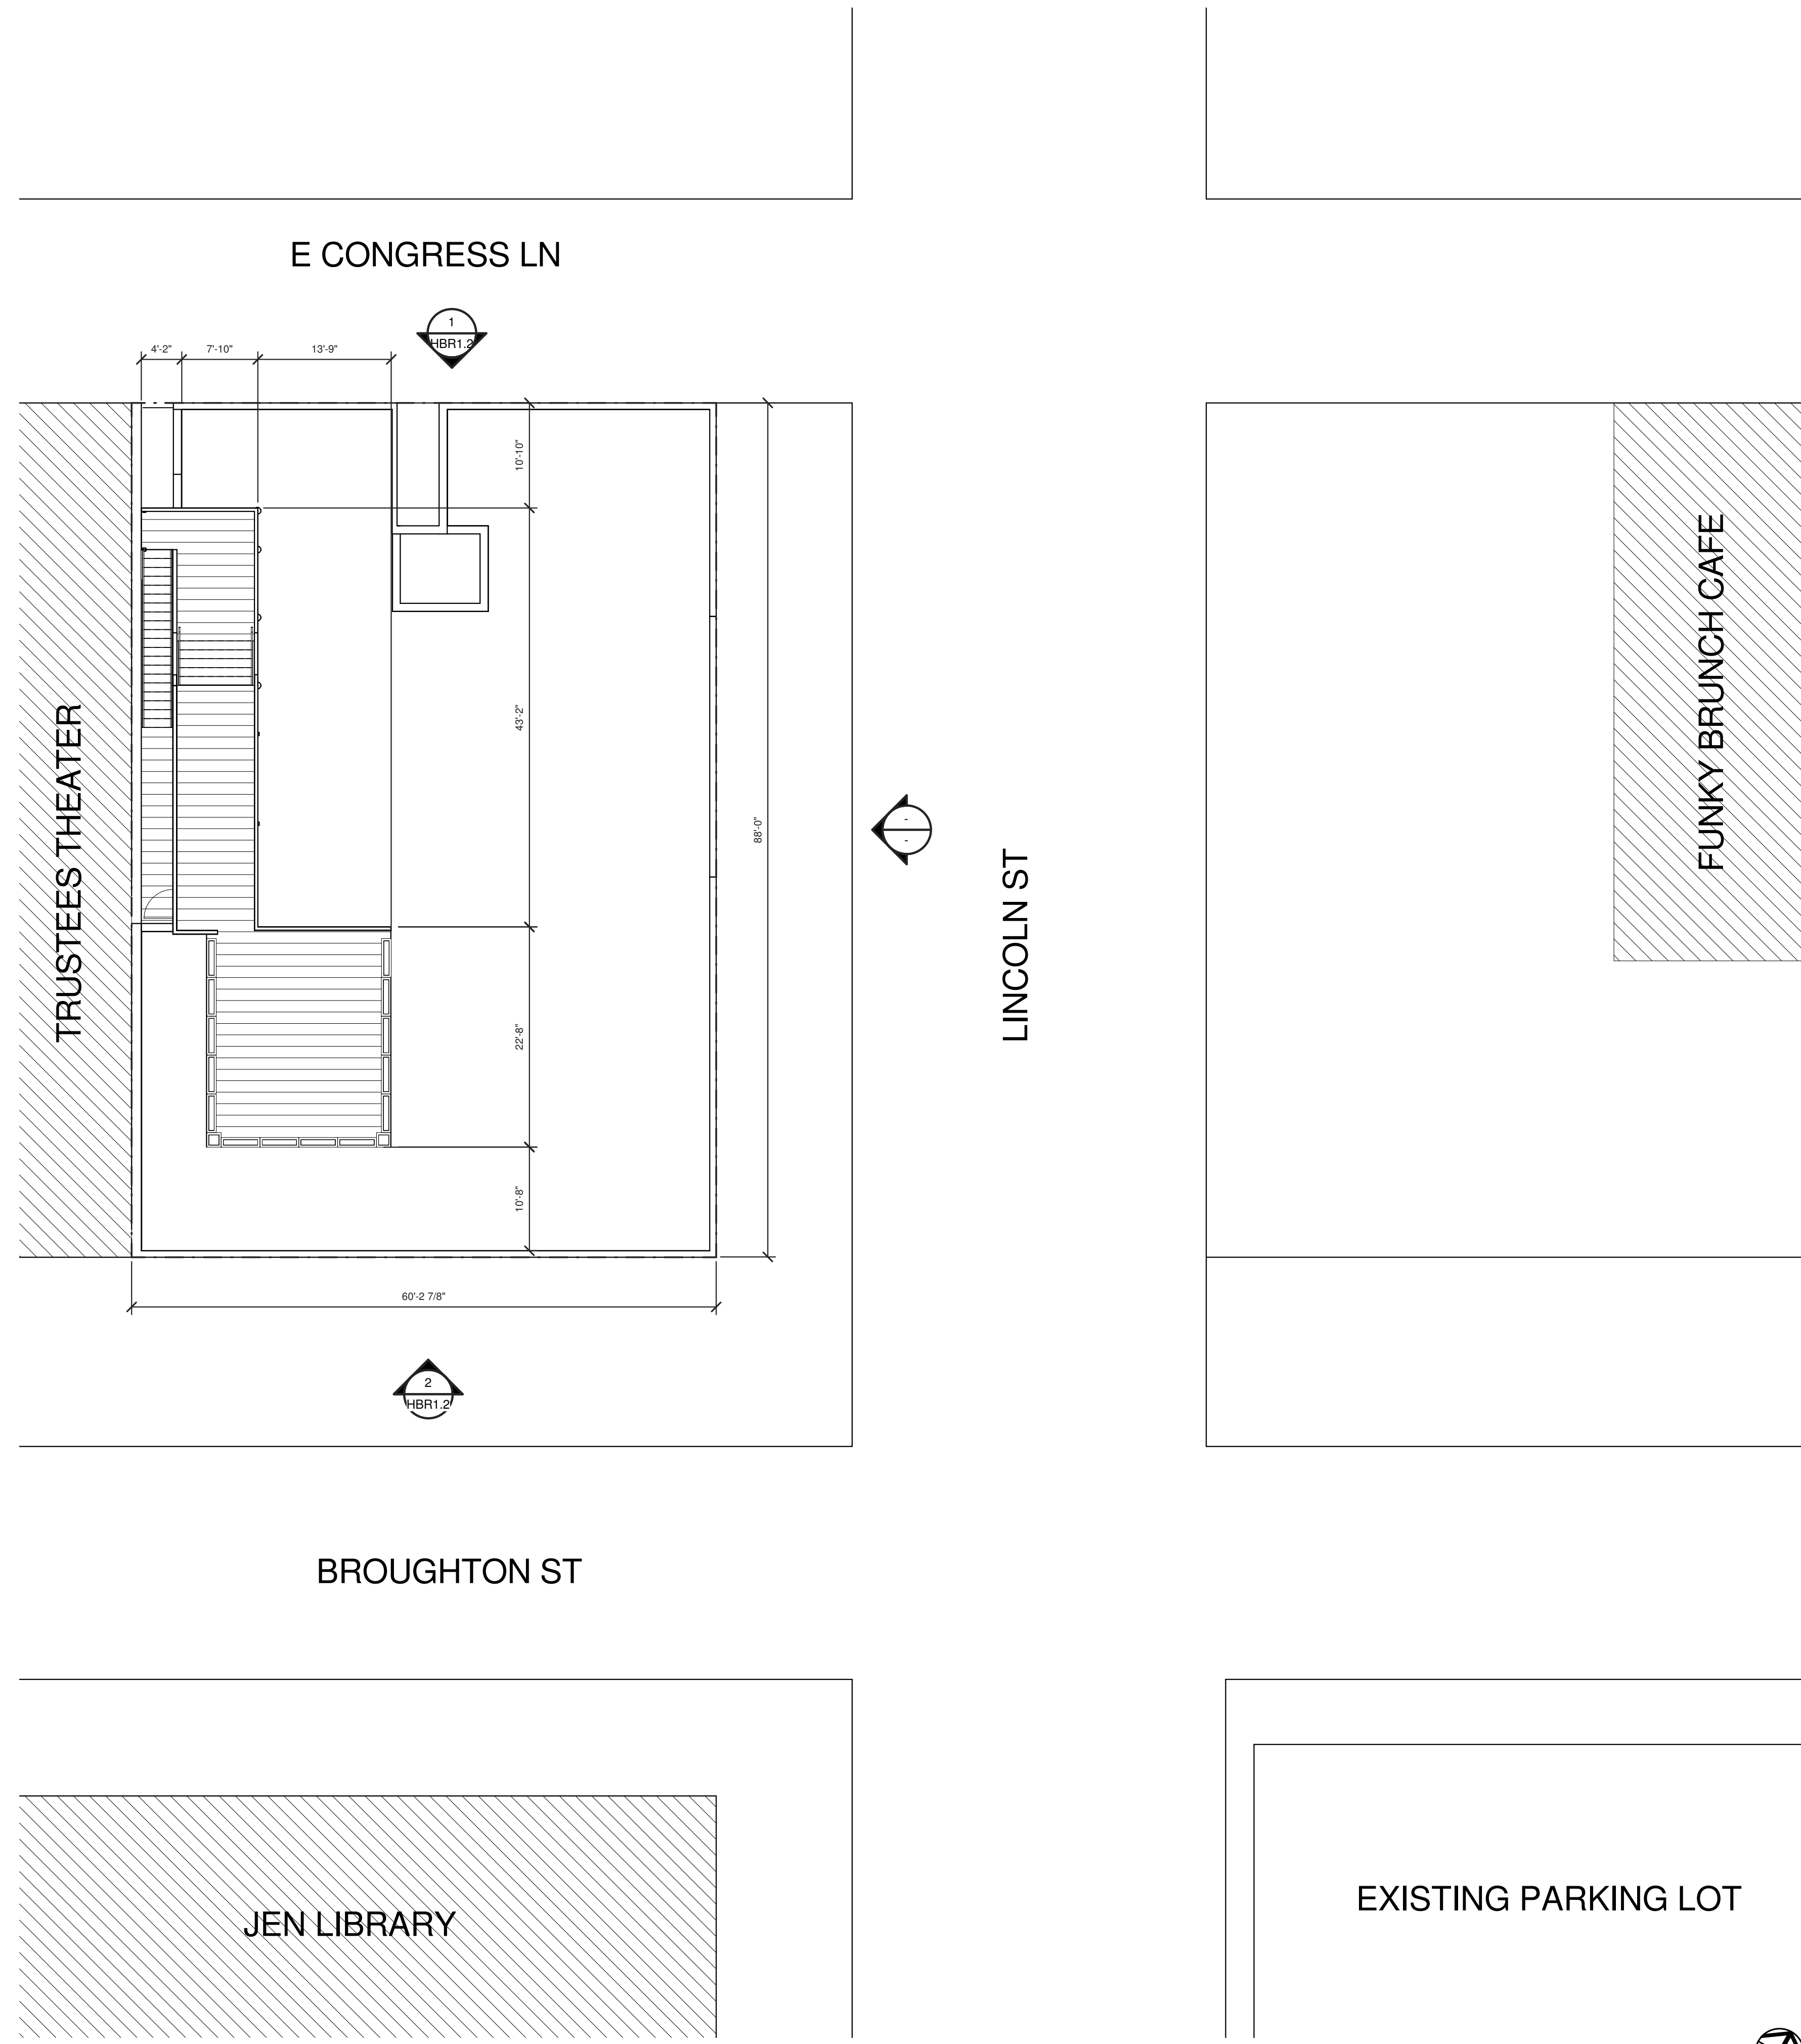 E CONGRESS LN
1
HBR1.2
4'-2"
7'-10"
13'-9"
10'-10"
43'-2"
88'-0"
22'-8"
10'-8"
60'-2 7/8"
TRUSTEES THEATER
-
-
LINCOLN ST
FUNKY BRUNCH CAFE
2
HBR1.2
BROUGHTON ST
JEN LIBRARY
EXISTING PARKING LOT